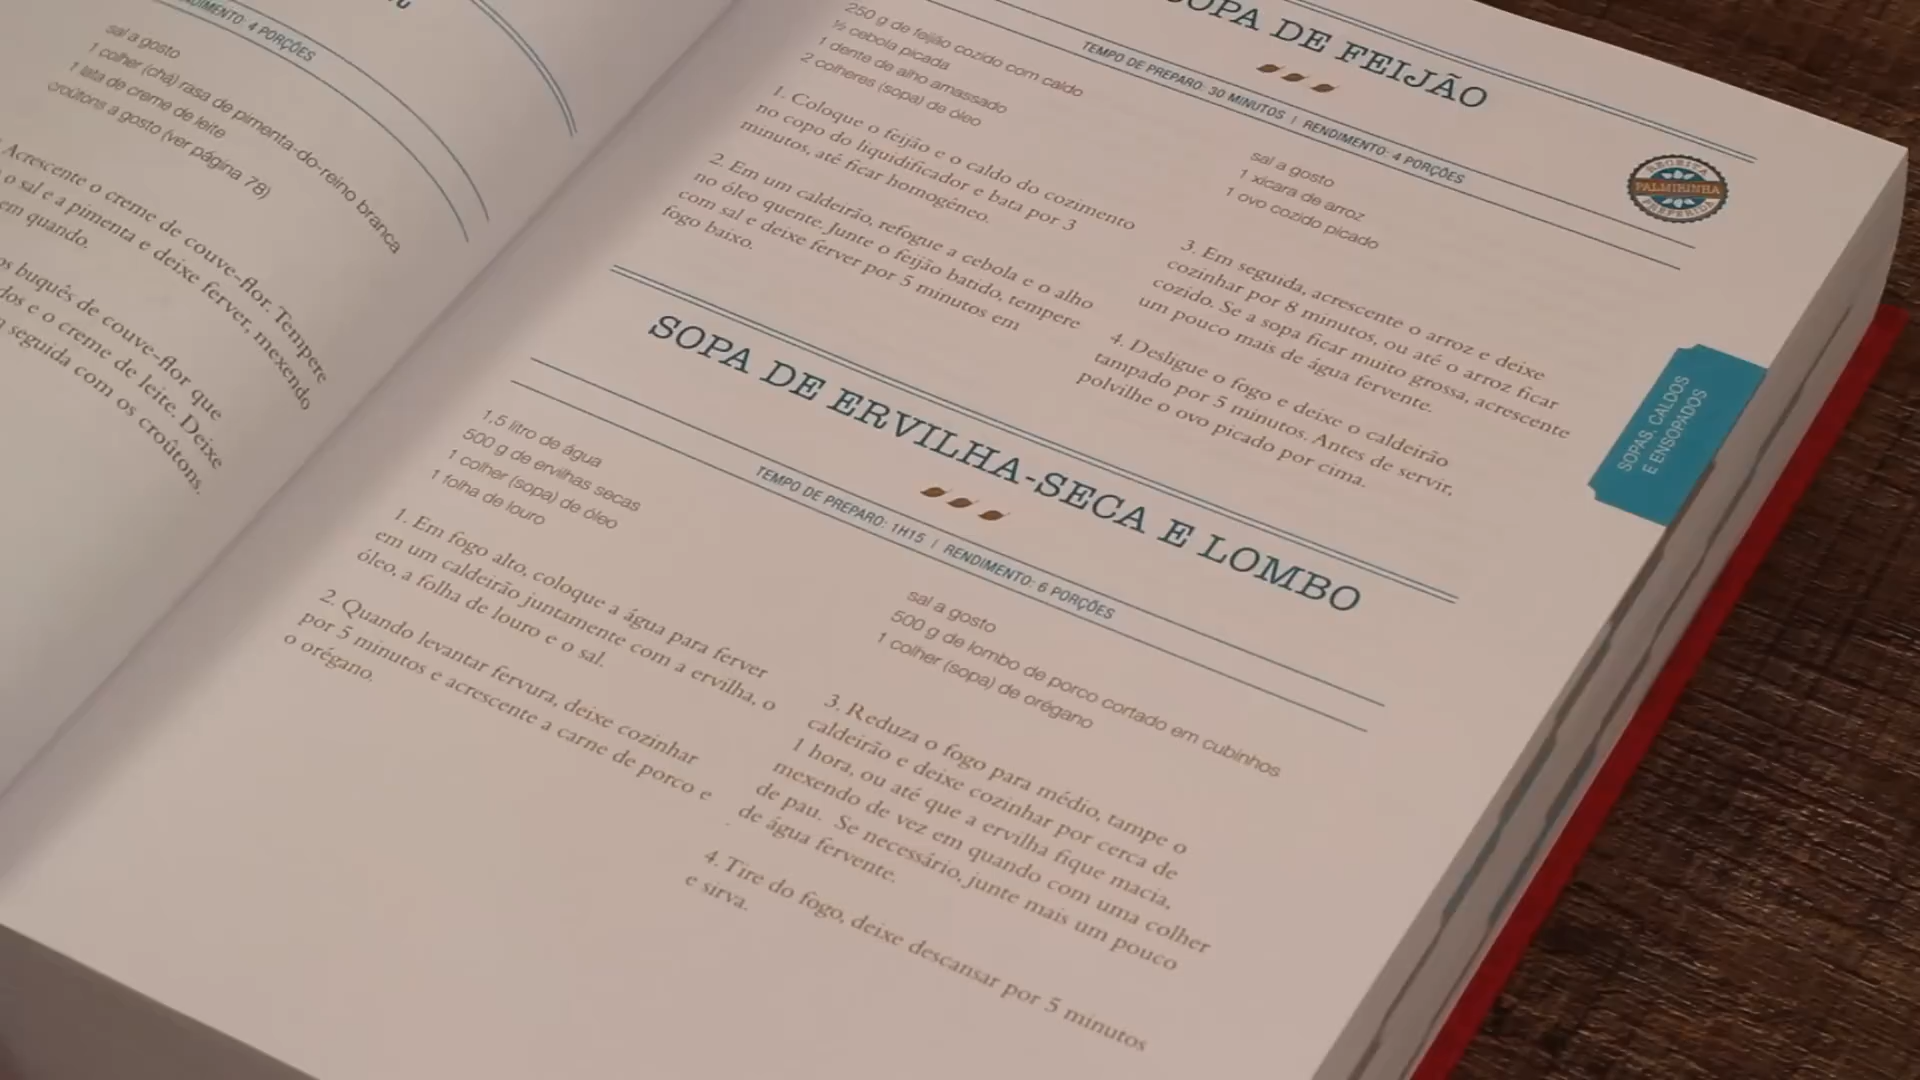 4 PORÇÕES
sal a gosto
1 colher (chá) rasa de pimenta-do-reino branca
1 lata de creme de leite
croûtons a gosto (ver página 78)
Acrescente o creme de couve-flor. Tempere
o sal e a pimenta e deixe ferver, mexendo
em quando.
buquês de couve-flor que
e o creme de leite. Deixe
seguida com os croûtons.
SOPA DE FEIJÃO
TEMPO DE PREPARO: 30 MINUTOS | RENDIMENTO: 4 PORÇÕES
250 g de feijão cozido com caldo
½ cebola picada
1 dente de alho amassado
2 colheres (sopa) de óleo
sal a gosto
1 xícara de arroz
1 ovo cozido picado
RECEITA
PALMIRINHA
PREFERIDA
1. Coloque o feijão e o caldo do cozimento
no copo do liquidificador e bata por 3
minutos, até ficar homogêneo.
2. Em um caldeirão, refogue a cebola e o alho
no óleo quente. Junte o feijão batido, tempere
com sal e deixe ferver por 5 minutos em
fogo baixo.
3. Em seguida, acrescente o arroz e deixe
cozinhar por 8 minutos, ou até o arroz ficar
cozido. Se a sopa ficar muito grossa, acrescente
um pouco mais de água fervente.
4. Desligue o fogo e deixe o caldeirão
tampado por 5 minutos. Antes de servir,
polvilhe o ovo picado por cima.
SOPAS, CALDOS
E ENSOPADOS
SOPA DE ERVILHA-SECA E LOMBO
TEMPO DE PREPARO: 1H15 | RENDIMENTO: 6 PORÇÕES
1,5 litro de água
500 g de ervilhas secas
1 colher (sopa) de óleo
1 folha de louro
sal a gosto
500 g de lombo de porco cortado em cubinhos
1 colher (sopa) de orégano
1. Em fogo alto, coloque a água para ferver
em um caldeirão juntamente com a ervilha, o
óleo, a folha de louro e o sal.
2. Quando levantar fervura, deixe cozinhar
por 5 minutos e acrescente a carne de porco e
o orégano.
3. Reduza o fogo para médio, tampe o
caldeirão e deixe cozinhar por cerca de
1 hora, ou até que a ervilha fique macia,
mexendo de vez em quando com uma colher
de pau. Se necessário, junte mais um pouco
de água fervente.
4. Tire do fogo, deixe descansar por 5 minutos
e sirva.